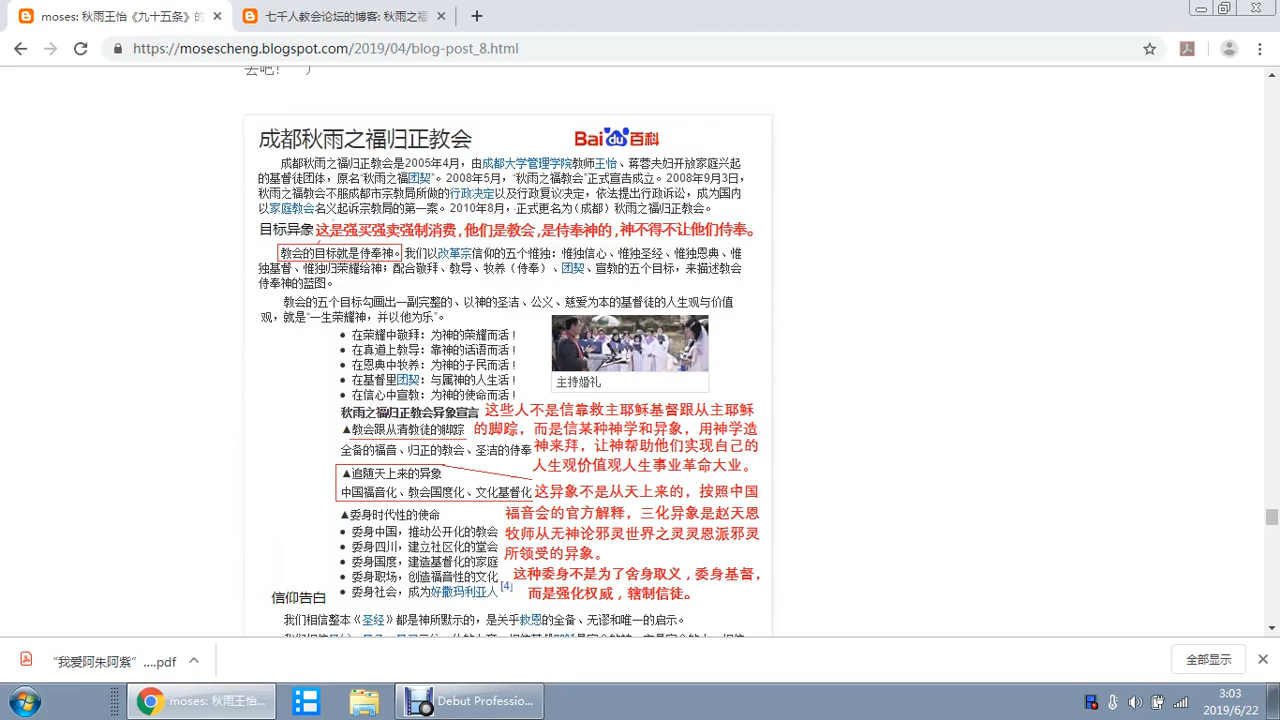 moses: 秋雨王怡《九十五条》的
七千人教会论坛的博客: 秋雨之福
https://mosescheng.blogspot.com/2019/04/blog-post_8.html
去吧！ ）
成都秋雨之福归正教会
Bai du 百科
成都秋雨之福归正教会是2005年4月，由成都大学管理学院教师王怡、蒋蓉夫妇开放家庭兴起
的基督徒团体，原名“秋雨之福团契”。2008年5月，“秋雨之福教会”正式宣告成立。2008年9月3日，
秋雨之福教会不服成都市宗教局所做的行政决定以及行政复议决定，依法提出行政诉讼，成为国内
以家庭教会名义起诉宗教局的第一案。2010年8月，正式更名为（成都）秋雨之福归正教会。
目标异象 这是强买强卖强制消费，他们是教会，是侍奉神的，神不得不让他们侍奉。
教会的目标就是侍奉神。我们以改革宗信仰的五个惟独：惟独信心、惟独圣经、惟独恩典、惟
独基督、惟独归荣耀给神；配合敬拜、教导、牧养（侍奉）、团契、宣教的五个目标，来描述教会
侍奉神的蓝图。
教会的五个目标勾画出一副完整的、以神的圣洁、公义、慈爱为本的基督徒的人生观与价值
观，就是“一生荣耀神，并以他为乐”。
● 在荣耀中敬拜：为神的荣耀而活！
● 在真道上教导：靠神的话语而活！
● 在恩典中牧养：为神的子民而活！
● 在基督里团契：与属神的人生活！
● 在信心中宣教：为神的使命而活！
主持婚礼
秋雨之福归正教会异象宣言 这些人不是信靠救主耶稣基督跟从主耶稣
▲教会跟从清教徒的脚踪 的脚踪，而是信某种神学和异象，用神学造
全备的福音、归正的教会、圣洁的侍奉 神来拜，让神帮助他们实现自己的
人生观价值观人生事业革命大业。
▲追随天上来的异象
中国福音化、教会国度化、文化基督化 这异象不是从天上来的，按照中国
▲委身时代性的使命 福音会的官方解释，三化异象是赵天恩
● 委身中国，推动公开化的教会 牧师从无神论邪灵世界之灵灵恩派邪灵
● 委身四川，建立社区化的堂会 所领受的异象。
● 委身国度，建造基督化的家庭
● 委身职场，创造福音性的文化 这种委身不是为了舍身取义，委身基督，
● 委身社会，成为好撒玛利亚人 [4] 而是强化权威，辖制信徒。
信仰告白
我们相信整本《圣经》都是神所默示的，是关乎救恩的全备、无谬和唯一的启示。
“我爱阿朱阿紫”....pdf
全部显示
moses: 秋雨王怡...
Debut Professio...
3:03
2019/6/22